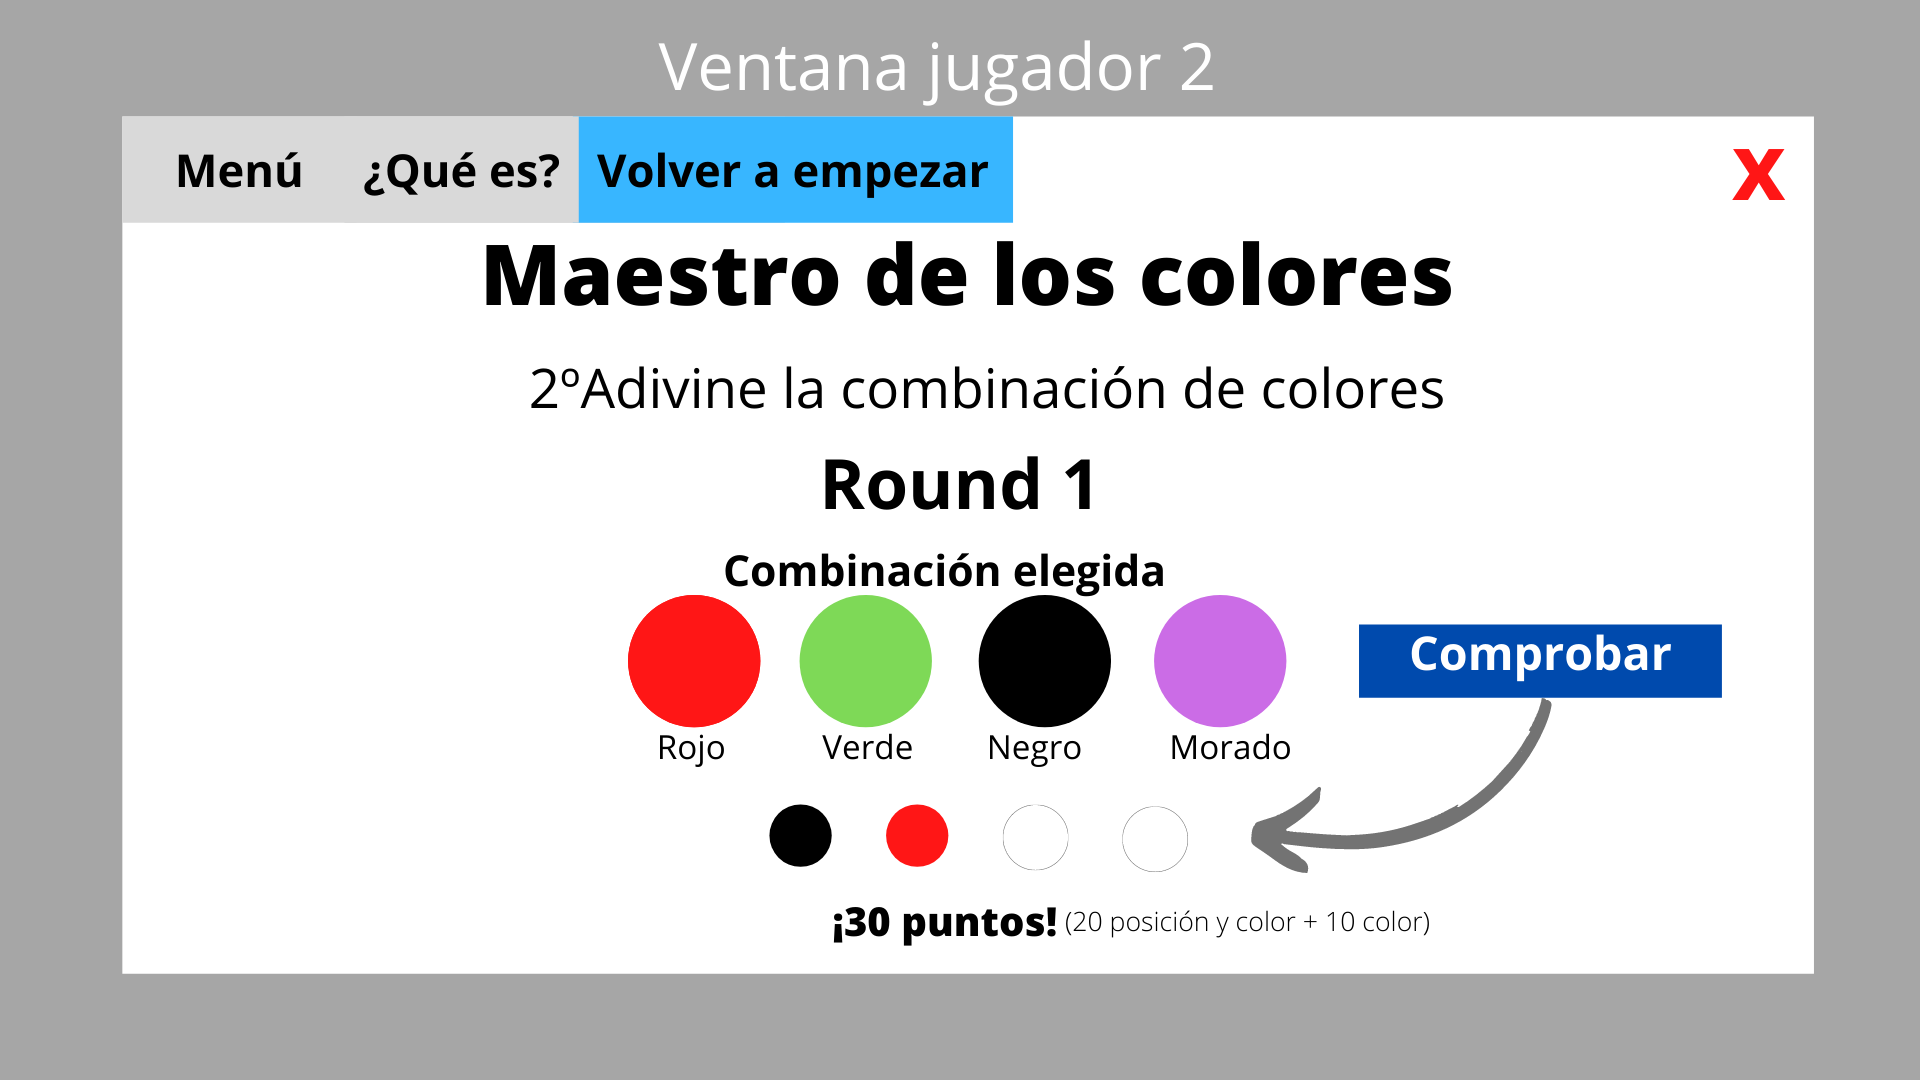 Ventana jugador 2
Menú ¿Qué es? Volver a empezar X
Maestro de los colores
2ºAdivine la combinación de colores
Round 1
Combinación elegida
Comprobar
Rojo Verde Negro Morado
¡30 puntos! (20 posición y color + 10 color)